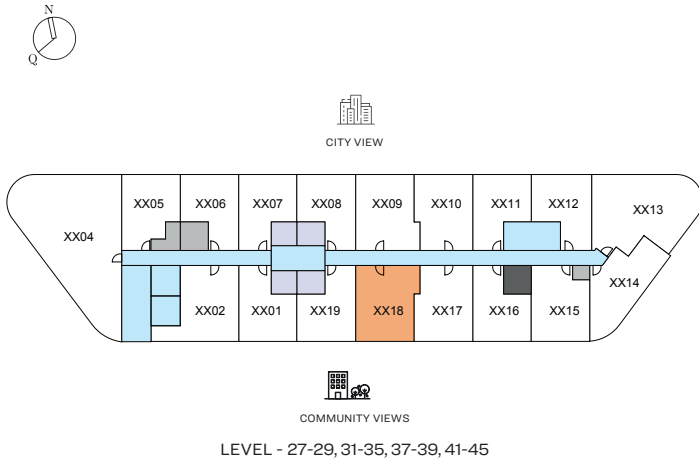 N
Q
CITY VIEW
XX05 XX06 XX07 XX08 XX09 XX10 XX11 XX12
XX04 XX13
XX14
XX02 XX01 XX19 XX18 XX17 XX16 XX15
COMMUNITY VIEWS
LEVEL - 27-29, 31-35, 37-39, 41-45